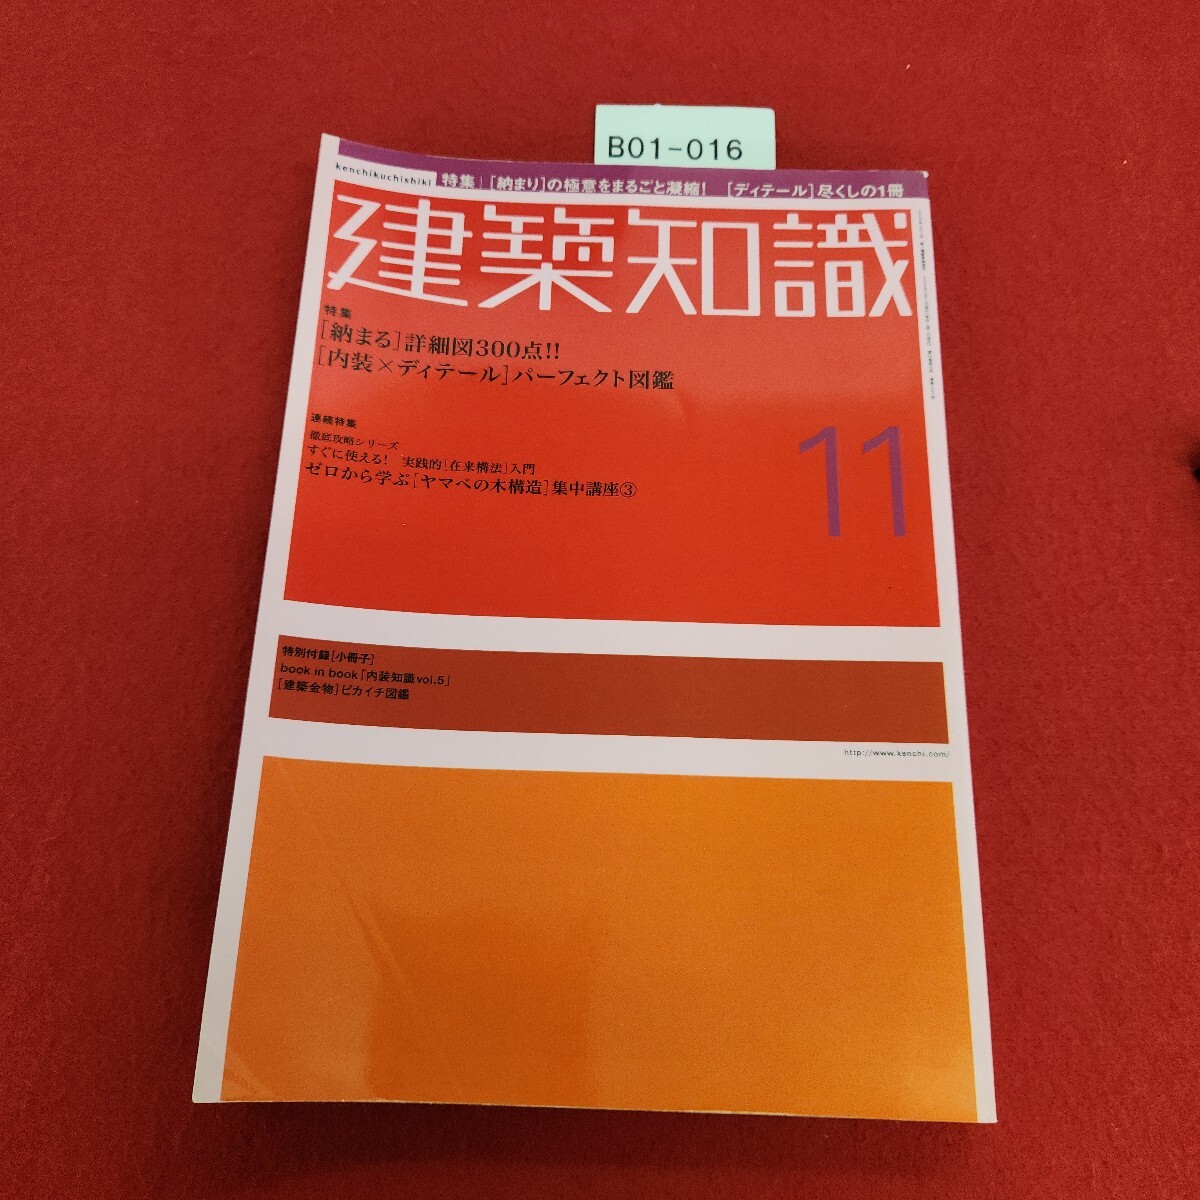 B01-016
kenchikuchishiki
特集｜[納まり]の極意をまるごと凝縮！ [ディテール]尽くしの1冊
建築知識
特集
[納まる]詳細図300点!!
[内装×ディテール]パーフェクト図鑑
連続特集
徹底攻略シリーズ
すぐに使える！ 実践的[在来構法]入門
ゼロから学ぶ[ヤマベの木構造]集中講座③
11
特別付録[小冊子]
book in book「内装知識vol.5」
[建築金物]ピカイチ図鑑
http://www.kenchi.com/